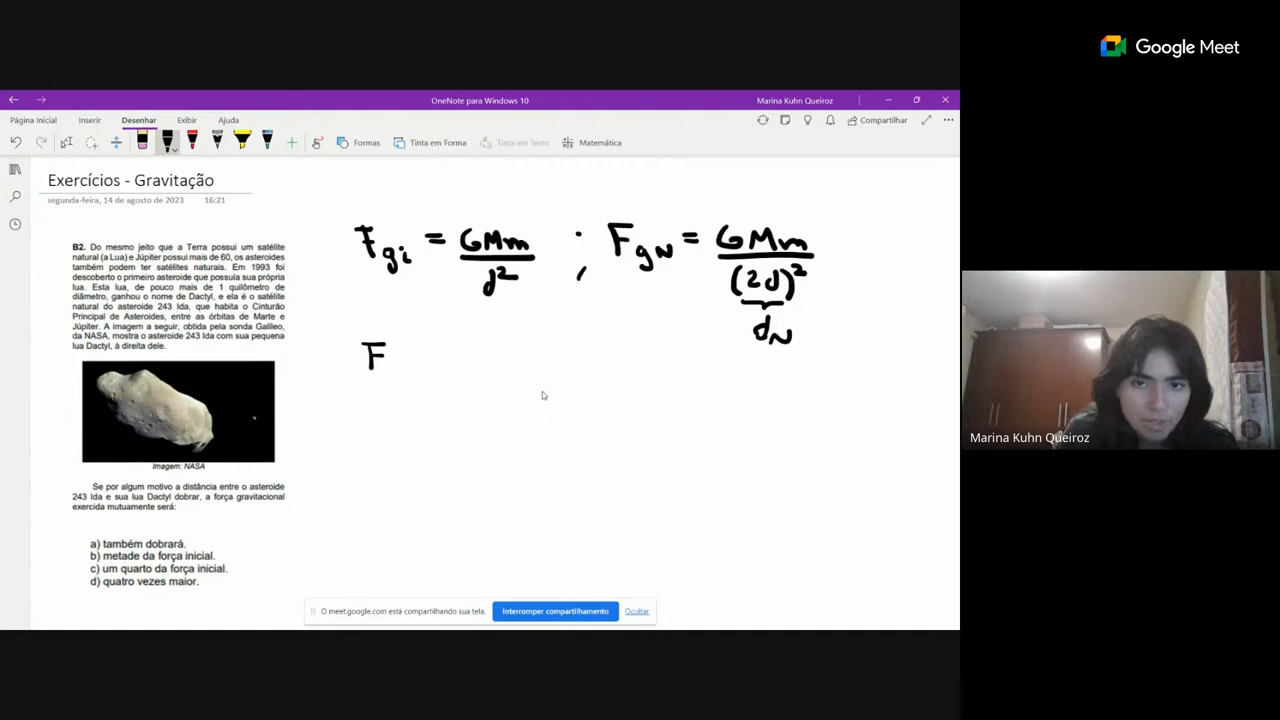 Google Meet
OneNote para Windows 10
Marina Kuhn Queiroz
Página Inicial Inserir Desenhar Exibir Ajuda
Compartilhar
Formas Tinta em Forma Tinta em Texto Matemática
Exercícios - Gravitação
segunda-feira, 14 de agosto de 2023 16:21
B2. Do mesmo jeito que a Terra possui um satélite
natural (a Lua) e Júpiter possui mais de 60, os asteroides
também podem ter satélites naturais. Em 1993 foi
descoberto o primeiro asteroide que possuía sua própria
lua. Esta lua, de pouco mais de 1 quilômetro de
diâmetro, ganhou o nome de Dactyl, e ela é o satélite
natural do asteroide 243 Ida, que habita o Cinturão
Principal de Asteroides, entre as órbitas de Marte e
Júpiter. A imagem a seguir, obtida pela sonda Galileo,
da NASA, mostra o asteroide 243 Ida com sua pequena
lua Dactyl, à direita dele.
Imagem: NASA
Se por algum motivo a distância entre o asteroide
243 Ida e sua lua Dactyl dobrar, a força gravitacional
exercida mutuamente será:
a) também dobrará.
b) metade da força inicial.
c) um quarto da força inicial.
d) quatro vezes maior.
Fgi = GMm / d² ; FgN = GMm / (2d)²
dN
F
O meet.google.com está compartilhando sua tela.
Interromper compartilhamento
Ocultar
Marina Kuhn Queiroz